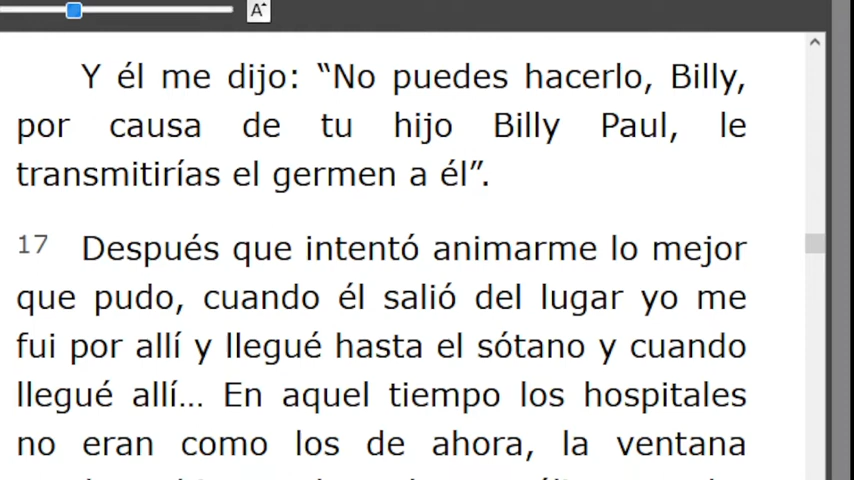 A
Y él me dijo: “No puedes hacerlo, Billy,
por causa de tu hijo Billy Paul, le
transmitirías el germen a él”.
17 Después que intentó animarme lo mejor
que pudo, cuando él salió del lugar yo me
fui por allí y llegué hasta el sótano y cuando
llegué allí… En aquel tiempo los hospitales
no eran como los de ahora, la ventana